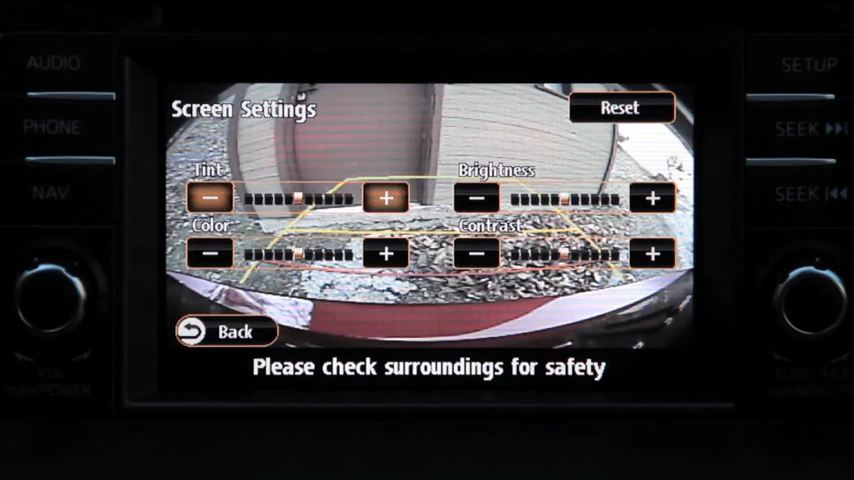 AUDIO
PHONE
NAV
Screen Settings
Reset
Tint
Brightness
− + − +
Color
Contrast
− + − +
Back
Please check surroundings for safety
SETUP
SEEK
SEEK
VOL